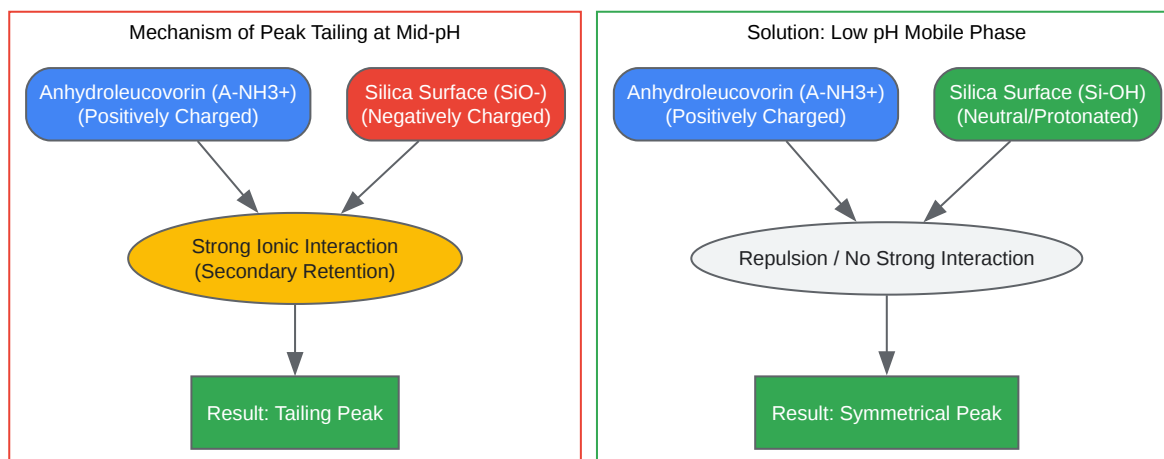 Mechanism of Peak Tailing at Mid-pH
Anhydroleucovorin (A-NH3+)
(Positively Charged)
Silica Surface (SiO-)
(Negatively Charged)
Strong Ionic Interaction
(Secondary Retention)
Result: Tailing Peak
Solution: Low pH Mobile Phase
Anhydroleucovorin (A-NH3+)
(Positively Charged)
Silica Surface (Si-OH)
(Neutral/Protonated)
Repulsion / No Strong Interaction
Result: Symmetrical Peak